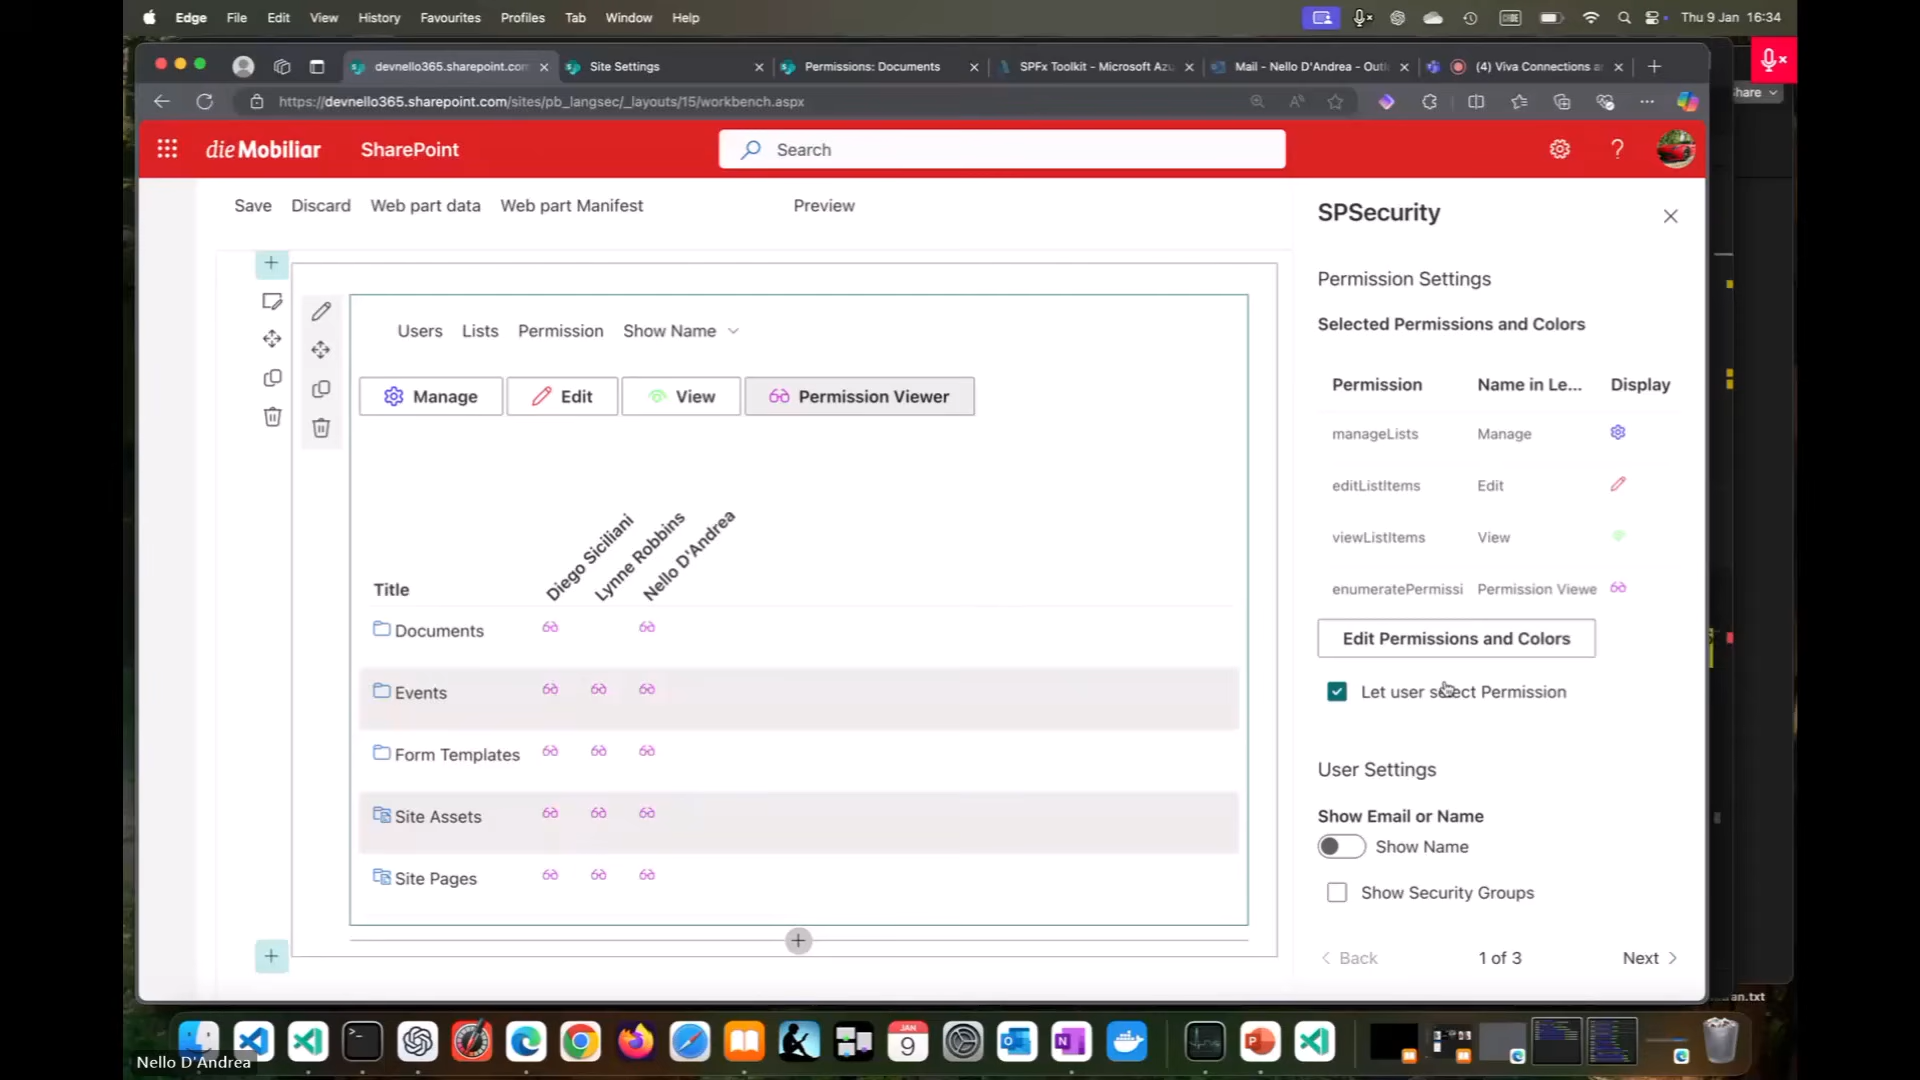 Edge File Edit View History Favourites Profiles Tab Window Help
Thu 9 Jan 16:34
devnello365.sharepoint.com
Site Settings
Permissions: Documents
SPFx Toolkit - Microsoft Azu
Mail - Nello D'Andrea - Outl
(4) Viva Connections a
https://devnello365.sharepoint.com/sites/pb_langsec/_layouts/15/workbench.aspx
hare
die Mobiliar
SharePoint
Search
Save Discard Web part data Web part Manifest Preview
Users Lists Permission Show Name
Manage Edit View Permission Viewer
Title
Diego Siciliani
Lynne Robbins
Nello D'Andrea
Documents
Events
Form Templates
Site Assets
Site Pages
SPSecurity
Permission Settings
Selected Permissions and Colors
Permission Name in Le... Display
manageLists Manage
editListItems Edit
viewListItems View
enumeratePermissi Permission Viewe
Edit Permissions and Colors
Let user select Permission
User Settings
Show Email or Name
Show Name
Show Security Groups
Back 1 of 3 Next
an.txt
JAN
9
Nello D'Andrea